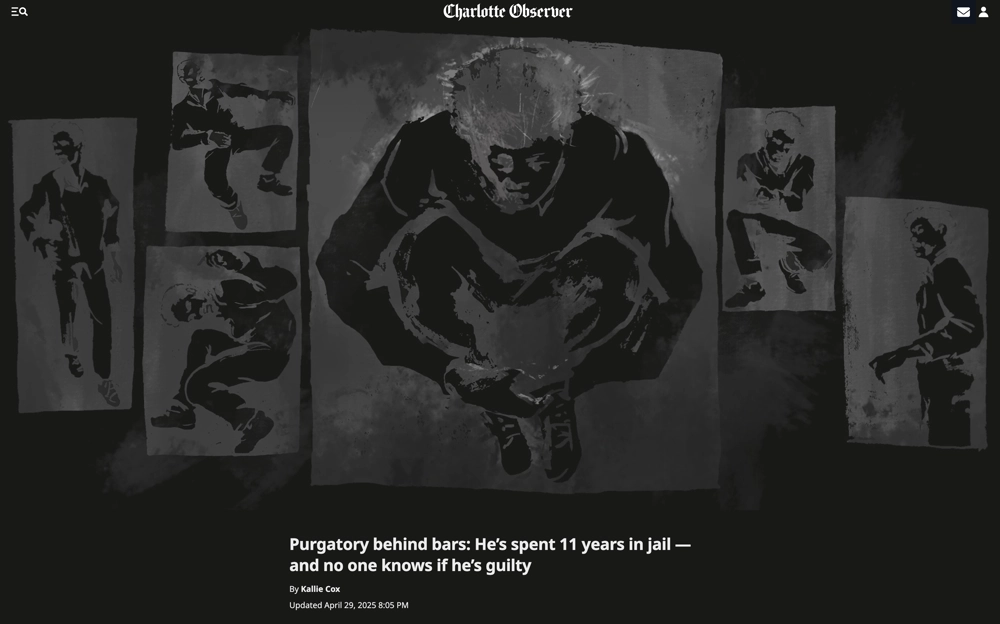 Charlotte Observer
Purgatory behind bars: He’s spent 11 years in jail —
and no one knows if he’s guilty
By Kallie Cox
Updated April 29, 2025 8:05 PM